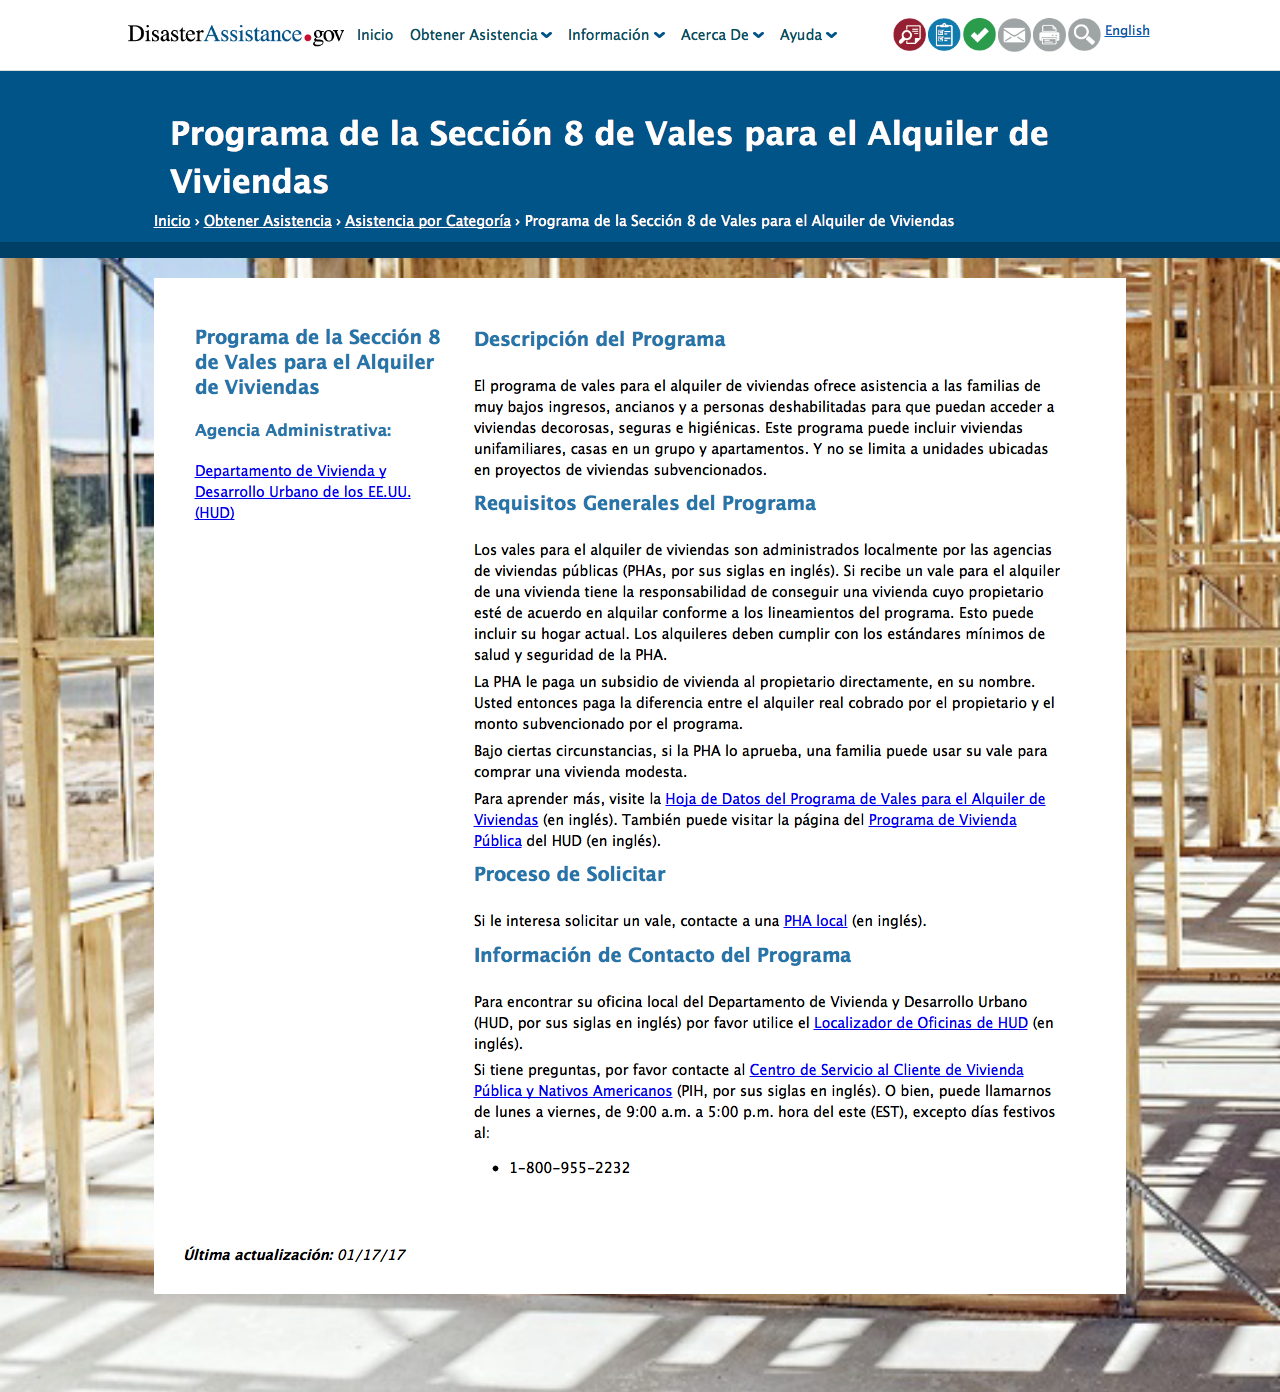 DisasterAssistance.gov Inicio Obtener Asistencia Información Acerca De Ayuda English
Programa de la Sección 8 de Vales para el Alquiler de
Viviendas
Inicio › Obtener Asistencia › Asistencia por Categoría › Programa de la Sección 8 de Vales para el Alquiler de Viviendas
Programa de la Sección 8
de Vales para el Alquiler
de Viviendas
Agencia Administrativa:
Departamento de Vivienda y
Desarrollo Urbano de los EE.UU.
(HUD)
Descripción del Programa
El programa de vales para el alquiler de viviendas ofrece asistencia a las familias de
muy bajos ingresos, ancianos y a personas deshabilitadas para que puedan acceder a
viviendas decorosas, seguras e higiénicas. Este programa puede incluir viviendas
unifamiliares, casas en un grupo y apartamentos. Y no se limita a unidades ubicadas
en proyectos de viviendas subvencionados.
Requisitos Generales del Programa
Los vales para el alquiler de viviendas son administrados localmente por las agencias
de viviendas públicas (PHAs, por sus siglas en inglés). Si recibe un vale para el alquiler
de una vivienda tiene la responsabilidad de conseguir una vivienda cuyo propietario
esté de acuerdo en alquilar conforme a los lineamientos del programa. Esto puede
incluir su hogar actual. Los alquileres deben cumplir con los estándares mínimos de
salud y seguridad de la PHA.
La PHA le paga un subsidio de vivienda al propietario directamente, en su nombre.
Usted entonces paga la diferencia entre el alquiler real cobrado por el propietario y el
monto subvencionado por el programa.
Bajo ciertas circunstancias, si la PHA lo aprueba, una familia puede usar su vale para
comprar una vivienda modesta.
Para aprender más, visite la Hoja de Datos del Programa de Vales para el Alquiler de
Viviendas (en inglés). También puede visitar la página del Programa de Vivienda
Pública del HUD (en inglés).
Proceso de Solicitar
Si le interesa solicitar un vale, contacte a una PHA local (en inglés).
Información de Contacto del Programa
Para encontrar su oficina local del Departamento de Vivienda y Desarrollo Urbano
(HUD, por sus siglas en inglés) por favor utilice el Localizador de Oficinas de HUD (en
inglés).
Si tiene preguntas, por favor contacte al Centro de Servicio al Cliente de Vivienda
Pública y Nativos Americanos (PIH, por sus siglas en inglés). O bien, puede llamarnos
de lunes a viernes, de 9:00 a.m. a 5:00 p.m. hora del este (EST), excepto días festivos
al:
• 1-800-955-2232
Última actualización: 01/17/17